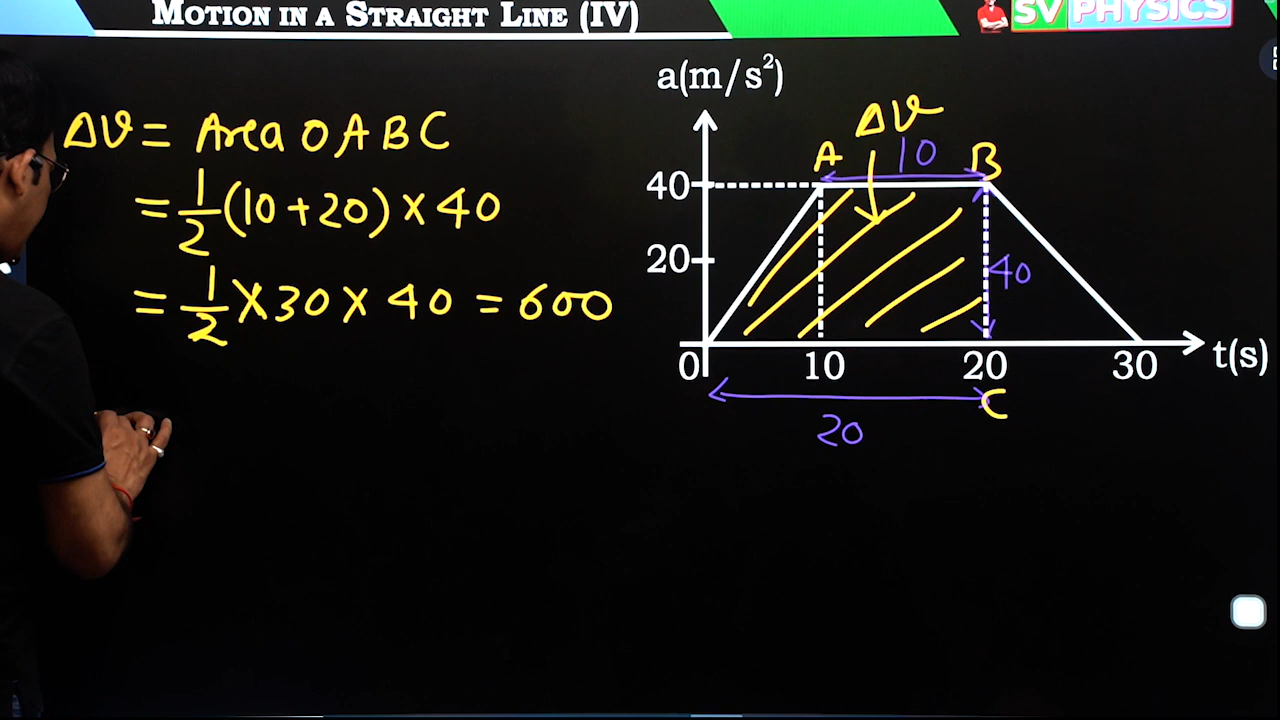 MOTION IN A STRAIGHT LINE (IV)
SV PHYSICS
Δv = Area OABC
= 1/2 (10 + 20) × 40
= 1/2 × 30 × 40 = 600
a(m/s²)
Δv
A 10 B
40
20
40
0 10 20 30 t(s)
C
20